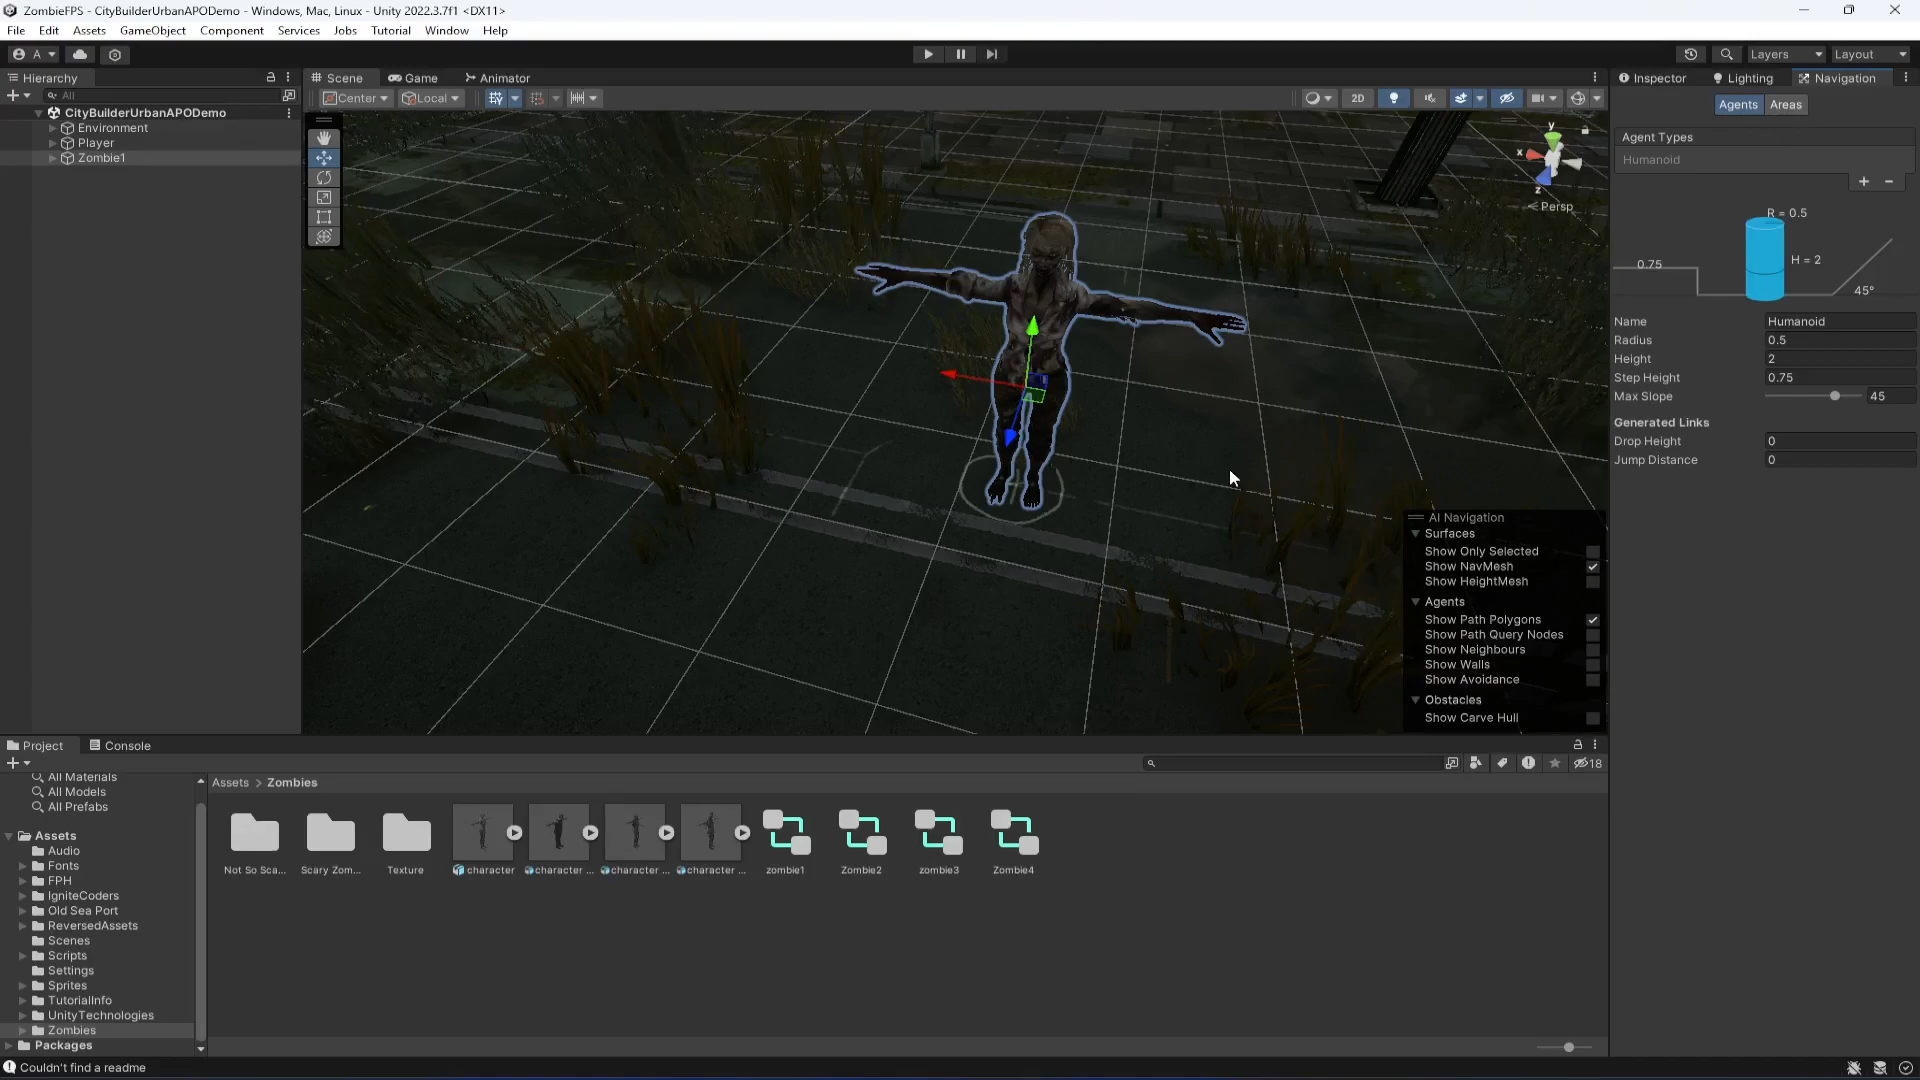 ZombieFPS - CityBuilderUrbanAPODemo - Windows, Mac, Linux - Unity 2022.3.7f1 <DX11>
File Edit Assets GameObject Component Services Jobs Tutorial Window Help
A Layers Layout
Hierarchy
All
CityBuilderUrbanAPODemo
Environment
Player
Zombie1
Scene Game Animator
Center Local 2D
y
x
z
Persp
AI Navigation
Surfaces
Show Only Selected
Show NavMesh
Show HeightMesh
Agents
Show Path Polygons
Show Path Query Nodes
Show Neighbours
Show Walls
Show Avoidance
Obstacles
Show Carve Hull
Inspector Lighting Navigation
Agents Areas
Agent Types
Humanoid
R = 0.5
0.75
H = 2
45°
Name Humanoid
Radius 0.5
Height 2
Step Height 0.75
Max Slope 45
Generated Links
Drop Height 0
Jump Distance 0
Project Console
18
All Materials
All Models
All Prefabs
Assets
Audio
Fonts
FPH
IgniteCoders
Old Sea Port
ReversedAssets
Scenes
Scripts
Settings
Sprites
TutorialInfo
UnityTechnologies
Zombies
Packages
Assets > Zombies
Not So Sca... Scary Zom... Texture character character ... character ... character ... zombie1 Zombie2 zombie3 Zombie4
Couldn't find a readme